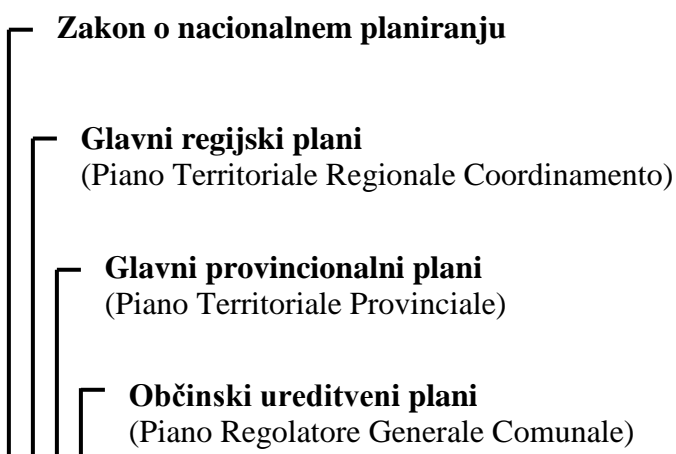 Zakon o nacionalnem planiranju
Glavni regijski plani
(Piano Territoriale Regionale Coordinamento)
Glavni provincionalni plani
(Piano Territoriale Provinciale)
Občinski ureditveni plani
(Piano Regolatore Generale Comunale)